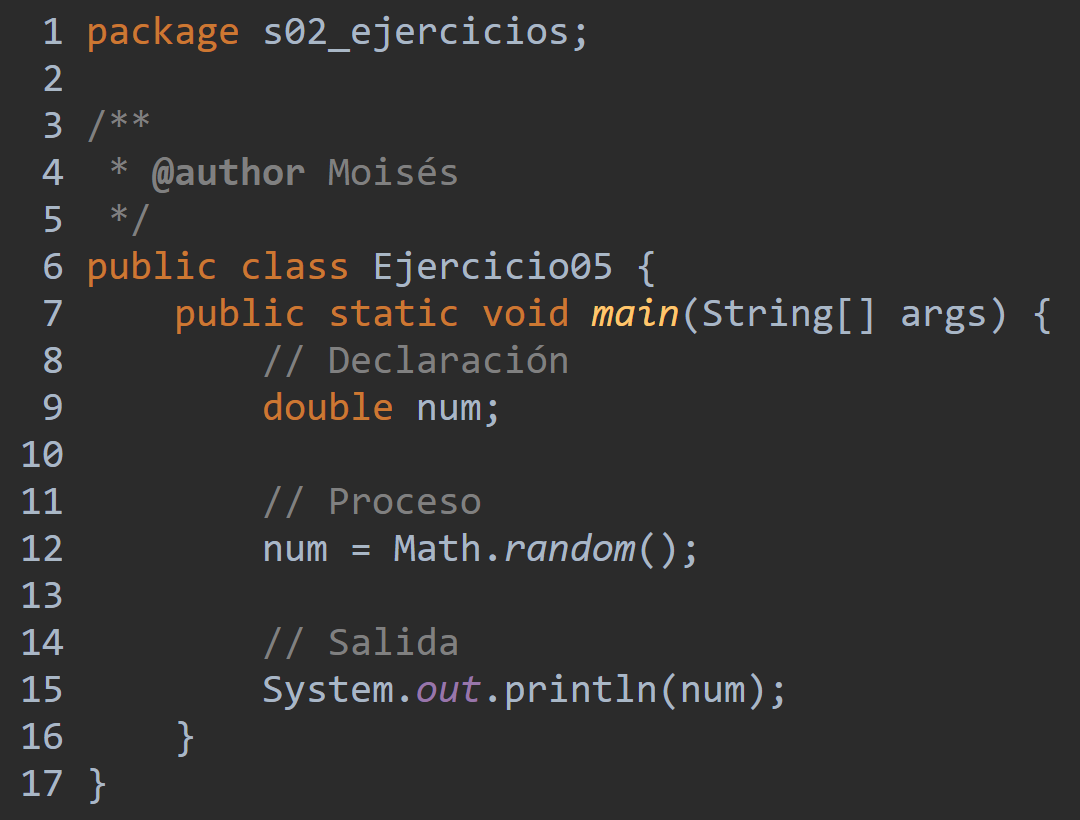 1 package s02_ejercicios;
2
3 /**
4  * @author Moisés
5  */
6 public class Ejercicio05 {
7     public static void main(String[] args) {
8         // Declaración
9         double num;
10
11         // Proceso
12         num = Math.random();
13
14         // Salida
15         System.out.println(num);
16     }
17 }